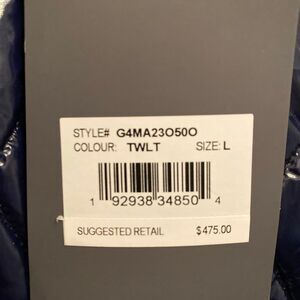 STYLE# G4MA23O50O
COLOUR: TWLT SIZE: L
1 92938 34850 4
SUGGESTED RETAIL $475.00